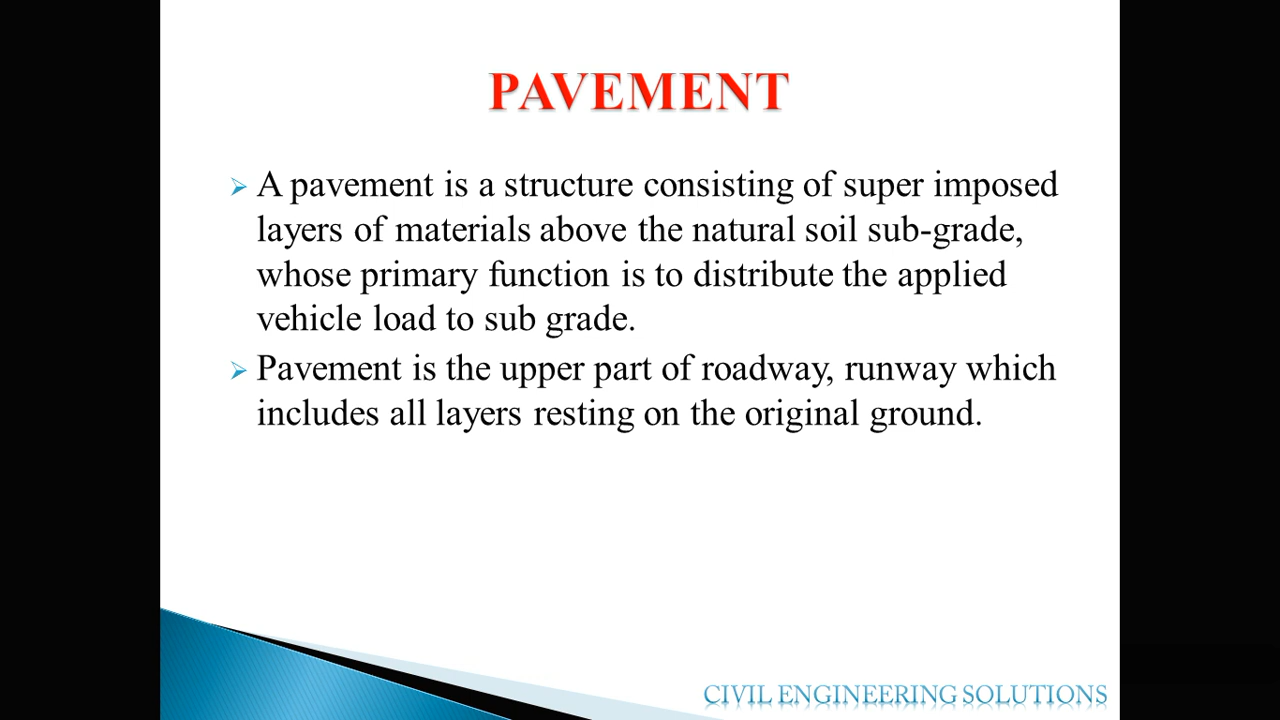 PAVEMENT
A pavement is a structure consisting of super imposed
layers of materials above the natural soil sub-grade,
whose primary function is to distribute the applied
vehicle load to sub grade.
Pavement is the upper part of roadway, runway which
includes all layers resting on the original ground.
CIVIL ENGINEERING SOLUTIONS